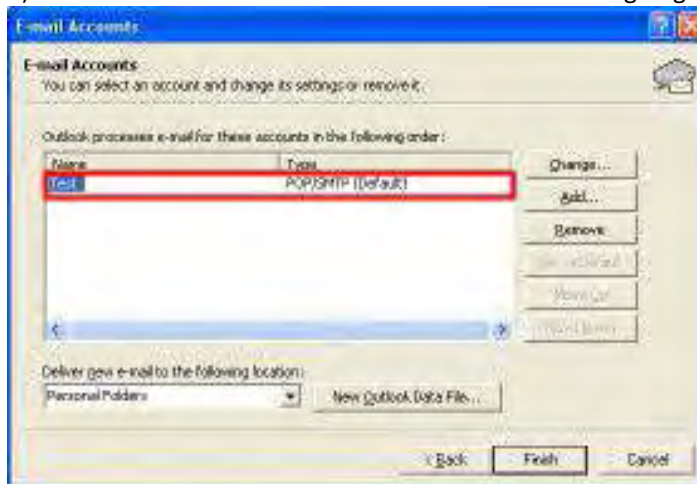 E-mail Accounts
E-mail Accounts
You can select an account and change its settings or remove it.
Outlook processes e-mail for these accounts in the following order:
Name Type
Test POP/SMTP (Default)
Change...
Add...
Remove
Deliver new e-mail to the following location:
Personal Folders
New Outlook Data File...
< Back Finish Cancel